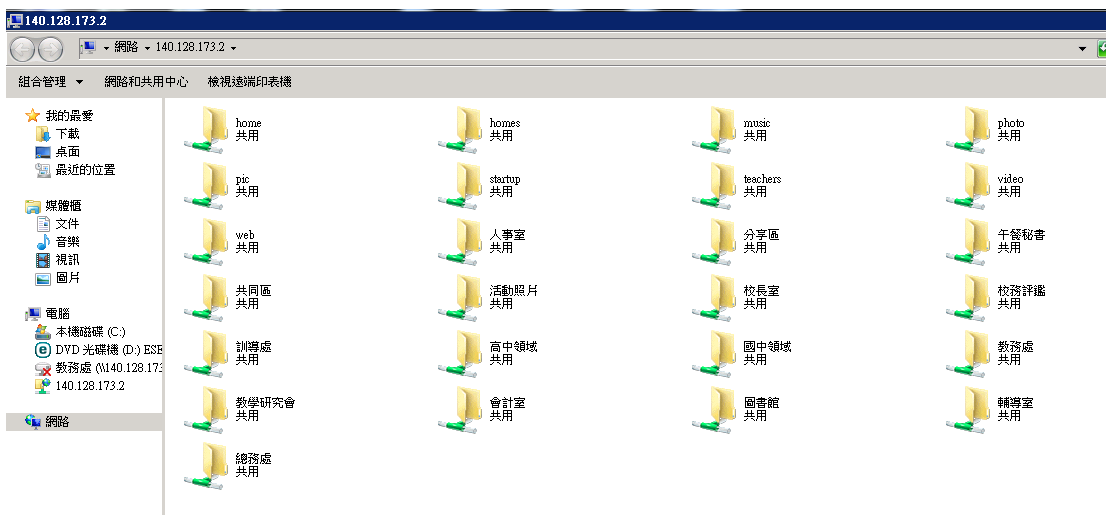 140.128.173.2
網路 140.128.173.2
組合管理 網路和共用中心 檢視遠端印表機
我的最愛
下載
桌面
最近的位置
媒體櫃
文件
音樂
視訊
圖片
電腦
本機磁碟 (C:)
DVD 光碟機 (D:) ESE
教務處 (\\140.128.173
140.128.173.2
網路
home
共用
homes
共用
music
共用
photo
共用
pic
共用
startup
共用
teachers
共用
video
共用
web
共用
人事室
共用
分享區
共用
午餐秘書
共用
共同區
共用
活動照片
共用
校長室
共用
校務評鑑
共用
訓導處
共用
高中領域
共用
國中領域
共用
教務處
共用
教學研究會
共用
會計室
共用
圖書館
共用
輔導室
共用
總務處
共用